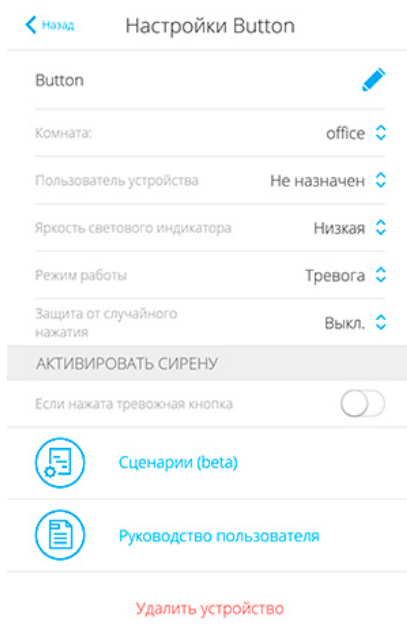 Назад Настройки Button
Button
Комната: office
Пользователь устройства Не назначен
Яркость светового индикатора Низкая
Режим работы Тревога
Защита от случайного
нажатия Выкл.
АКТИВИРОВАТЬ СИРЕНУ
Если нажата тревожная кнопка
Сценарии (beta)
Руководство пользователя
Удалить устройство